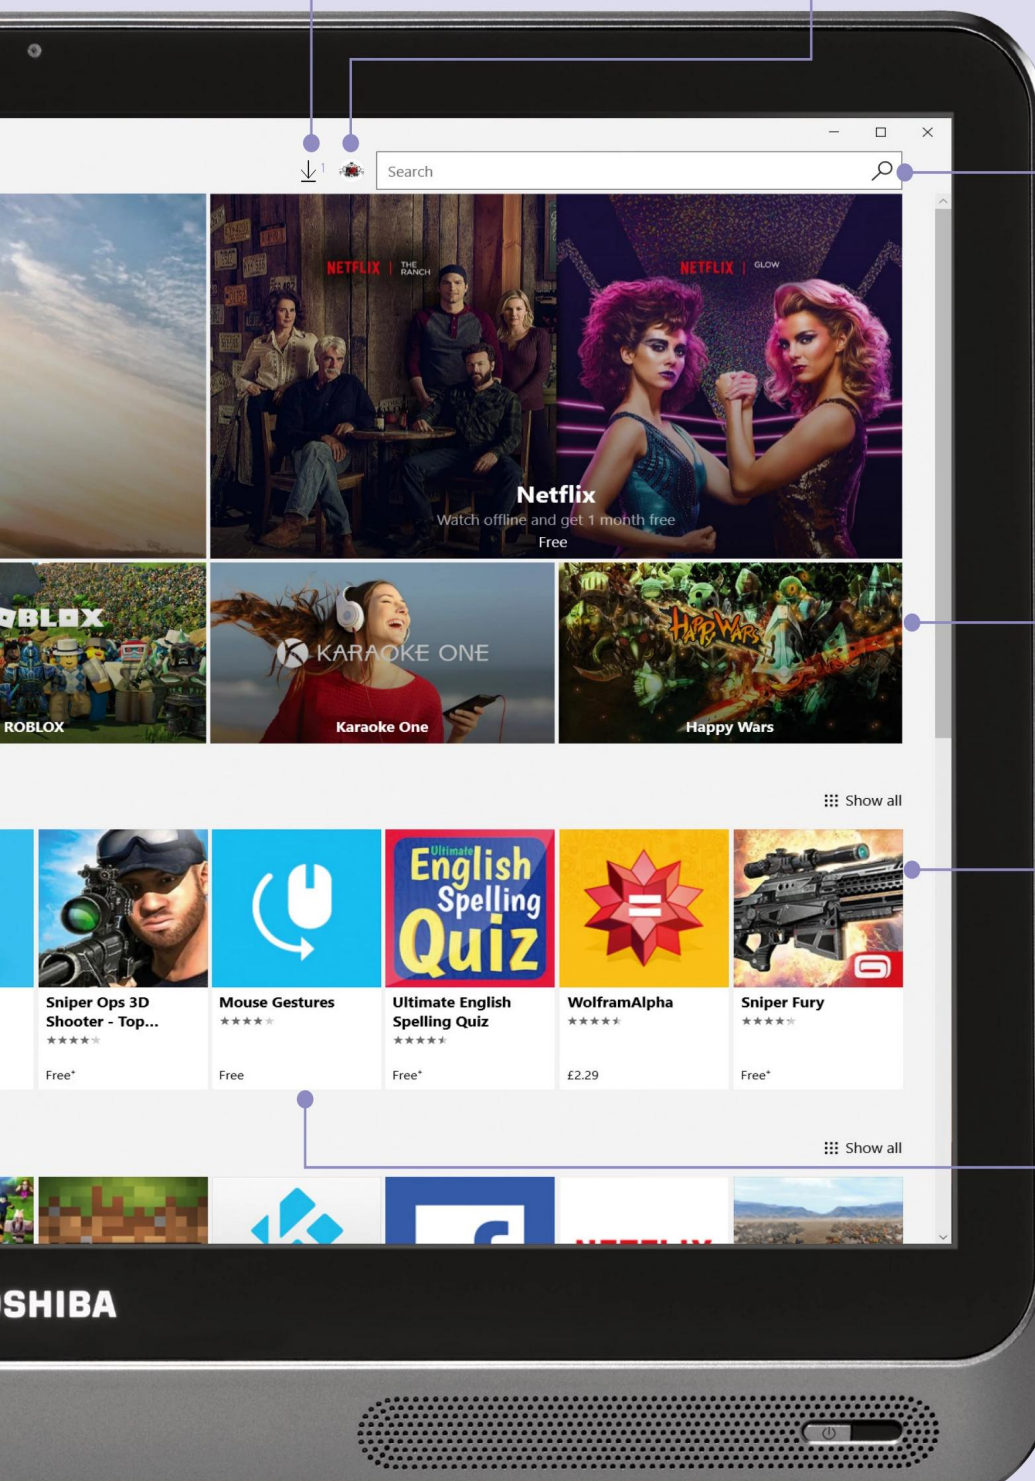 1
Search
NETFLIX | THE
RANCH
NETFLIX | GLOW
Netflix
Watch offline and get 1 month free
Free
KARAOKE ONE
HAPPY WARS
ROBLOX
Karaoke One
Happy Wars
Show all
Ultimate
English
Spelling
Quiz
Sniper Ops 3D
Shooter - Top...
Free+
Mouse Gestures
Free
Ultimate English
Spelling Quiz
Free+
WolframAlpha
£2.29
Sniper Fury
Free+
Show all